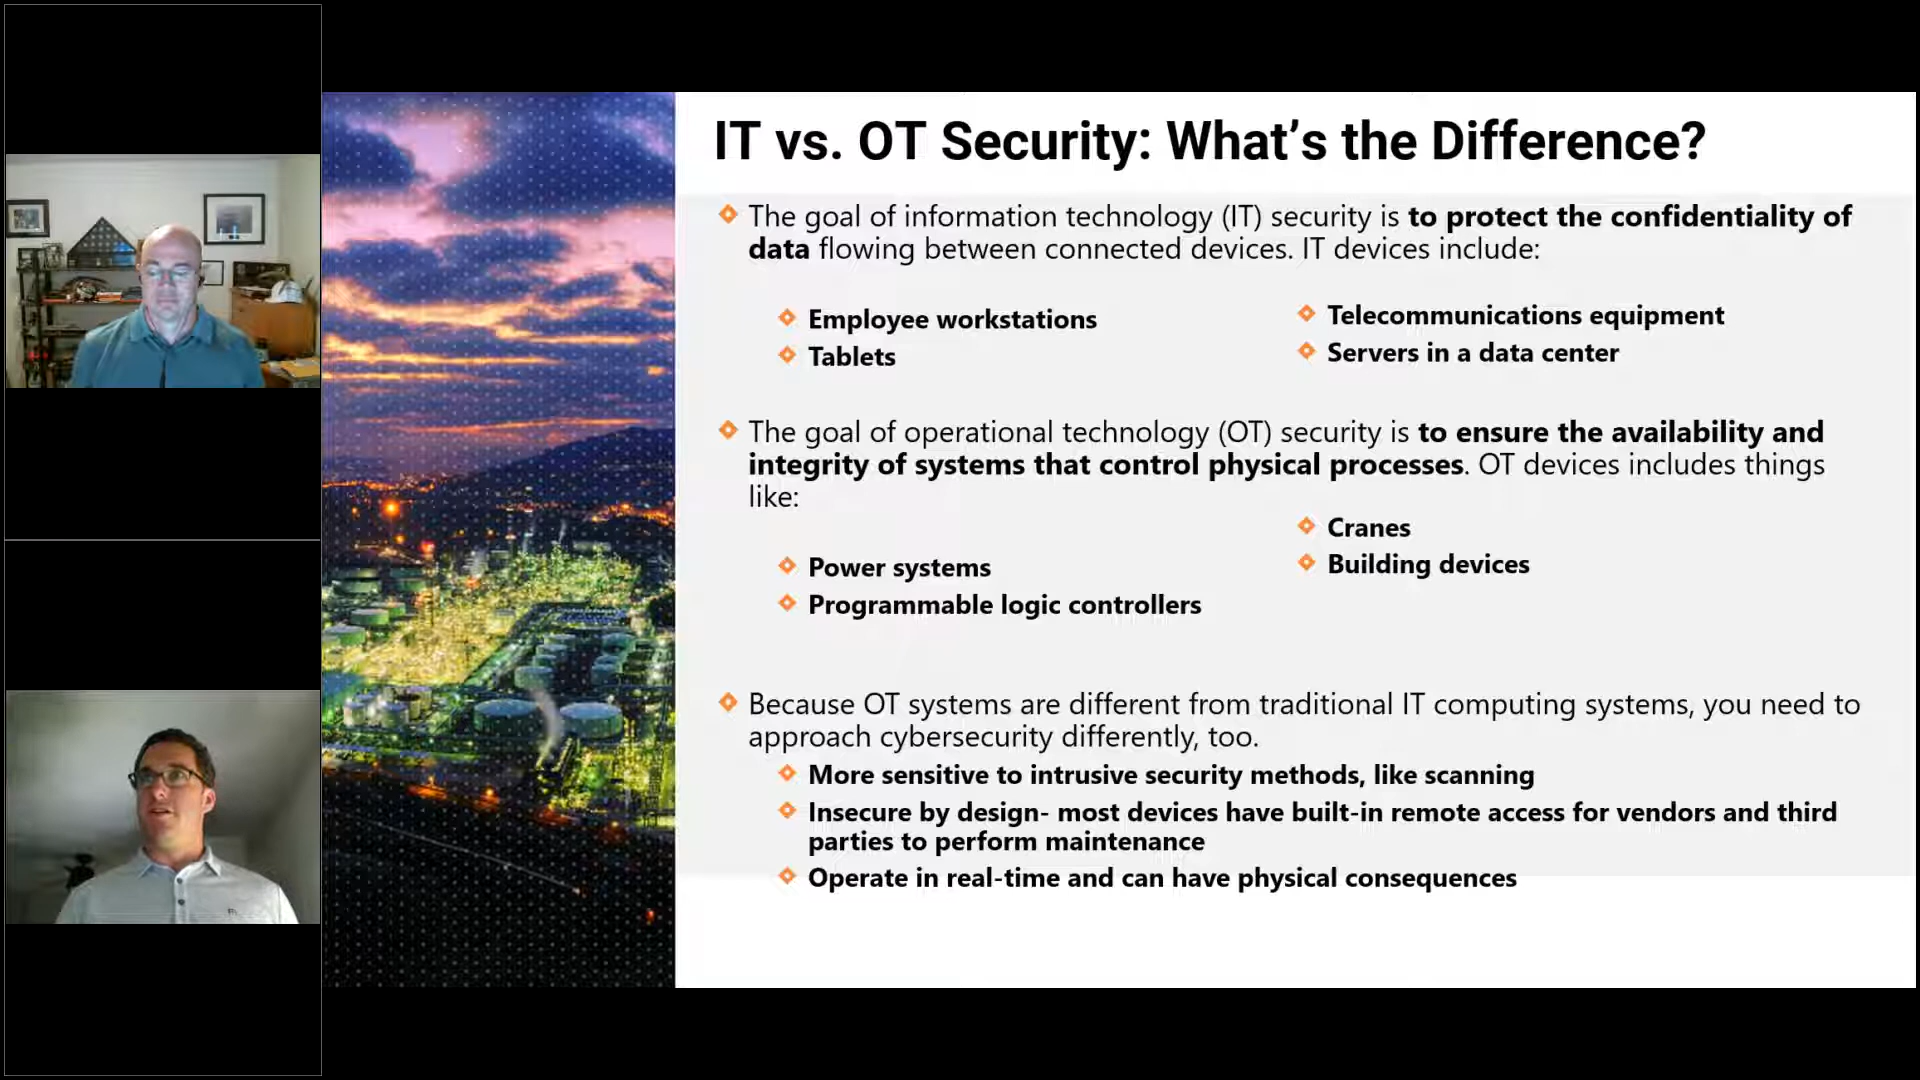 IT vs. OT Security: What's the Difference?
The goal of information technology (IT) security is to protect the confidentiality of
data flowing between connected devices. IT devices include:
Employee workstations
Tablets
Telecommunications equipment
Servers in a data center
The goal of operational technology (OT) security is to ensure the availability and
integrity of systems that control physical processes. OT devices includes things
like:
Power systems
Programmable logic controllers
Cranes
Building devices
Because OT systems are different from traditional IT computing systems, you need to
approach cybersecurity differently, too.
More sensitive to intrusive security methods, like scanning
Insecure by design- most devices have built-in remote access for vendors and third
parties to perform maintenance
Operate in real-time and can have physical consequences